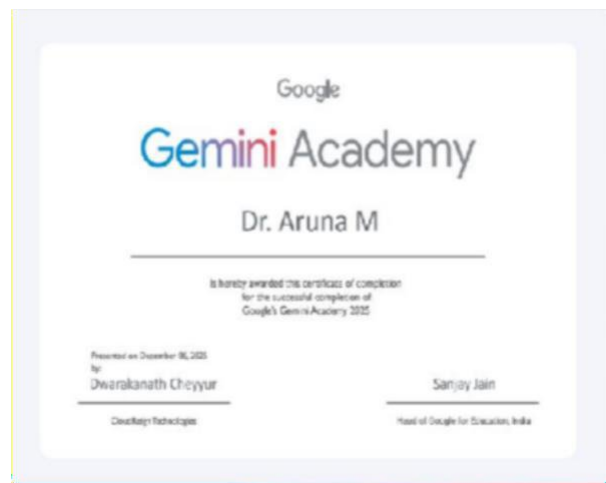 Google
Gemini Academy
Dr. Aruna M
is hereby awarded this certificate of completion
for the successful completion of
Google's Gemini Academy 2025
Presented on December 2025
by:
Dwarakanath Cheyyur
Sanjay Jain
Technologies
Head of Google for Education, India